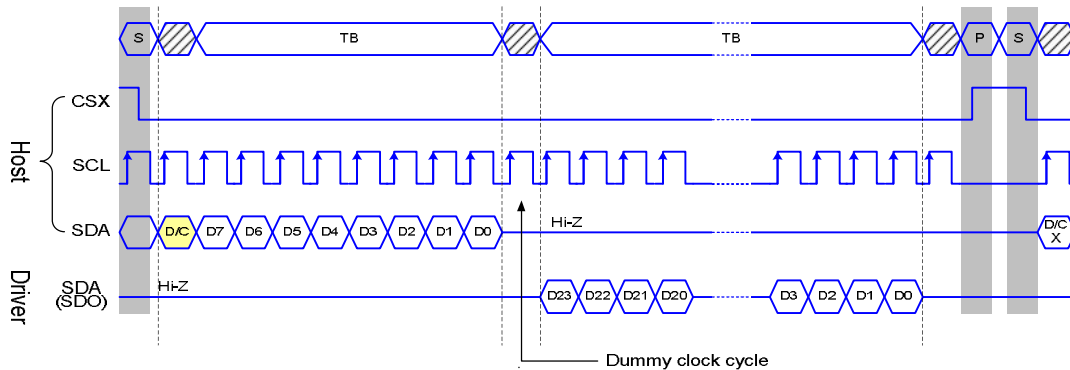 S TB TB P S
CSX
Host
SCL
SDA D/C D7 D6 D5 D4 D3 D2 D1 D0 Hi-Z D/C X
Driver
SDA (SDO) Hi-Z D23 D22 D21 D20 D3 D2 D1 D0
Dummy clock cycle